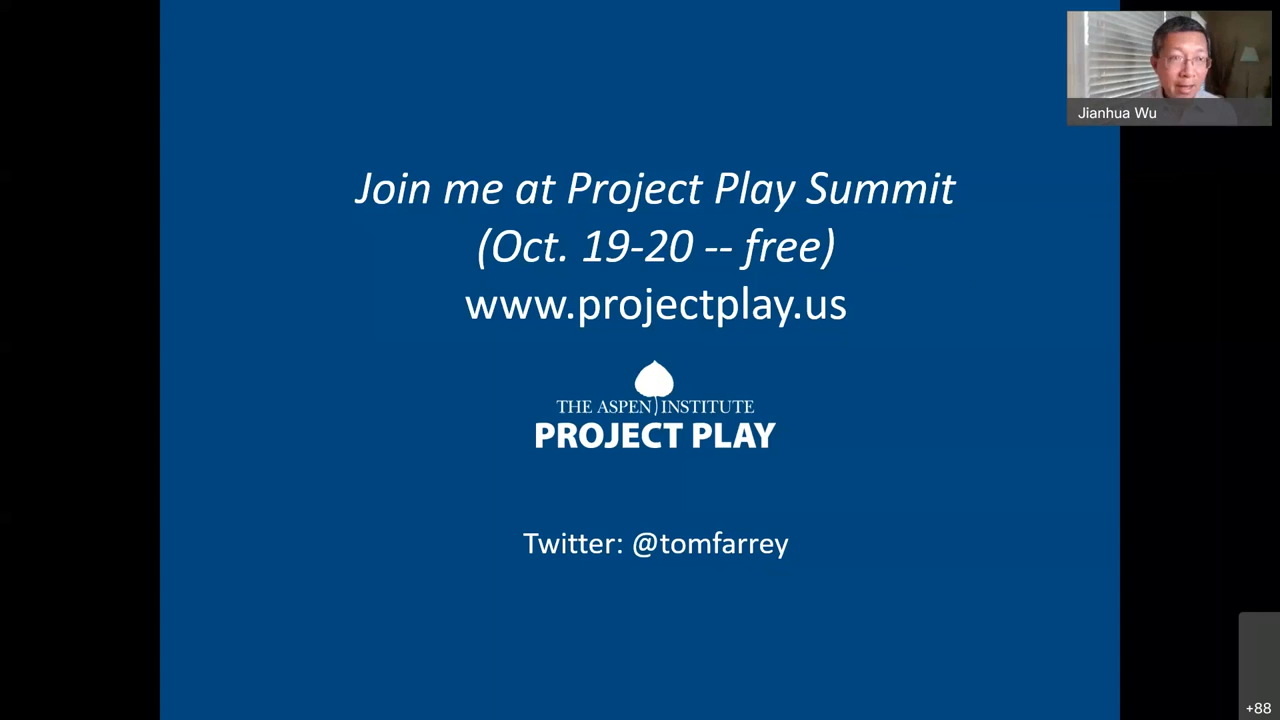 Jianhua Wu
Join me at Project Play Summit
(Oct. 19-20 -- free)
www.projectplay.us
THE ASPEN INSTITUTE
PROJECT PLAY
Twitter: @tomfarrey
+88